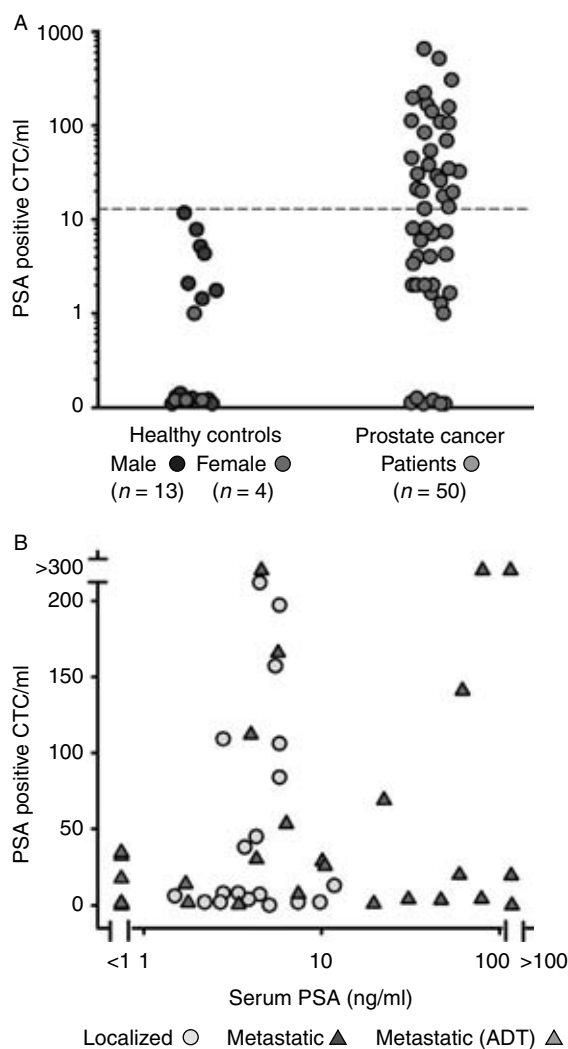 A
1000
100
10
1
0
PSA positive CTC/ml
Healthy controls
Male
Female
(n = 13)
(n = 4)
Prostate cancer
Patients
(n = 50)
B
>300
200
150
100
50
0
PSA positive CTC/ml
<1 1 10 100 >100
Serum PSA (ng/ml)
Localized Metastatic Metastatic (ADT)